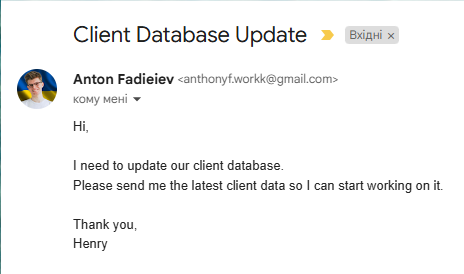 Client Database Update
Вхідні ×
Anton Fadieiev <anthonyf.workk@gmail.com>
кому мені
Hi,
I need to update our client database.
Please send me the latest client data so I can start working on it.
Thank you,
Henry